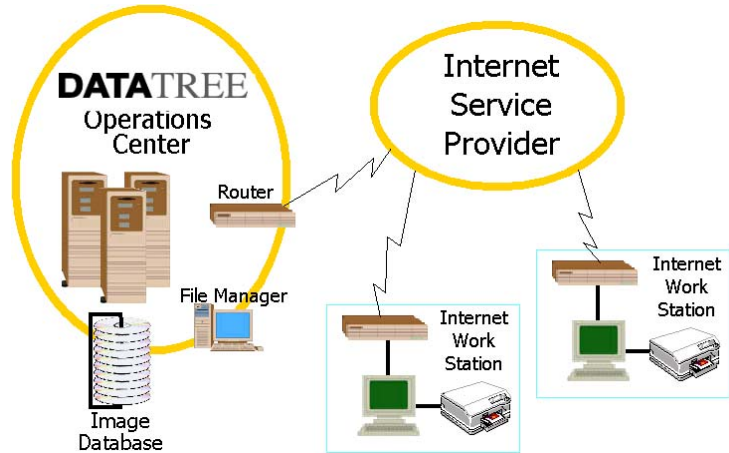 DATATREE
Operations
Center
Router
File Manager
Image
Database
Internet
Service
Provider
Internet
Work
Station
Internet
Work
Station